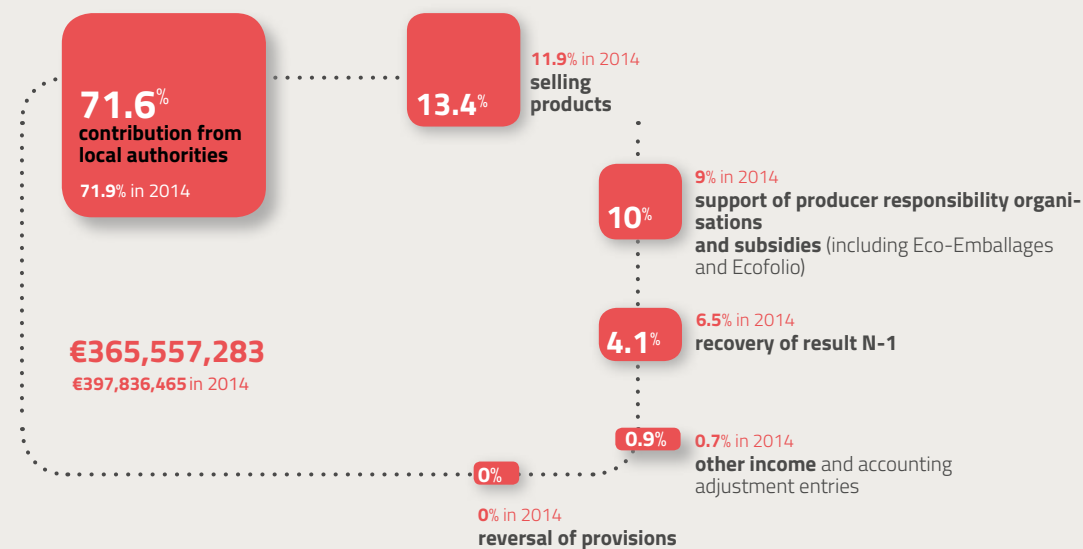 71.6%
contribution from
local authorities
71.9% in 2014
13.4%
11.9% in 2014
selling
products
10%
9% in 2014
support of producer responsibility organi-
sations
and subsidies (including Eco-Emballages
and Ecofolio)
4.1%
6.5% in 2014
recovery of result N-1
€365,557,283
€397,836,465 in 2014
0.9%
0.7% in 2014
other income and accounting
adjustment entries
0%
0% in 2014
reversal of provisions